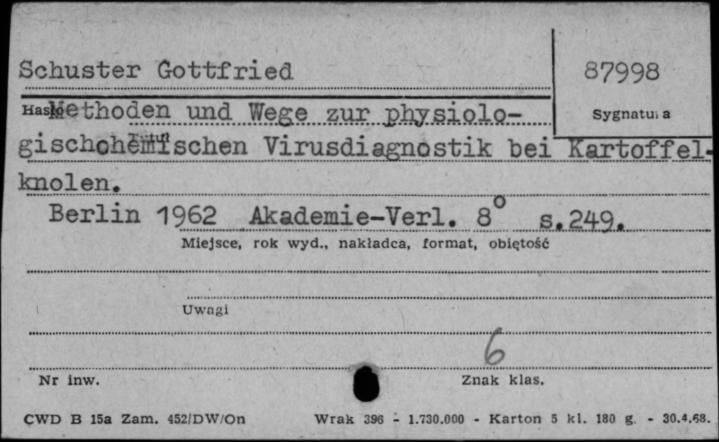 Schuster Gottfried
87998
Hasło
Methoden und Wege zur physiolo-
Sygnatura
Tytuł
gischchemischen Virusdiagnostik bei Kartoffel-
knolen.
Berlin 1962 Akademie-Verl. 8° s.249.
Miejsce, rok wyd., nakładca, format, objętość
Uwagi
6
Nr inw.
Znak klas.
CWD B 15a Zam. 452/DW/On Wrak 396 - 1.730.000 - Karton 5 kl. 180 g. - 30.4.68.